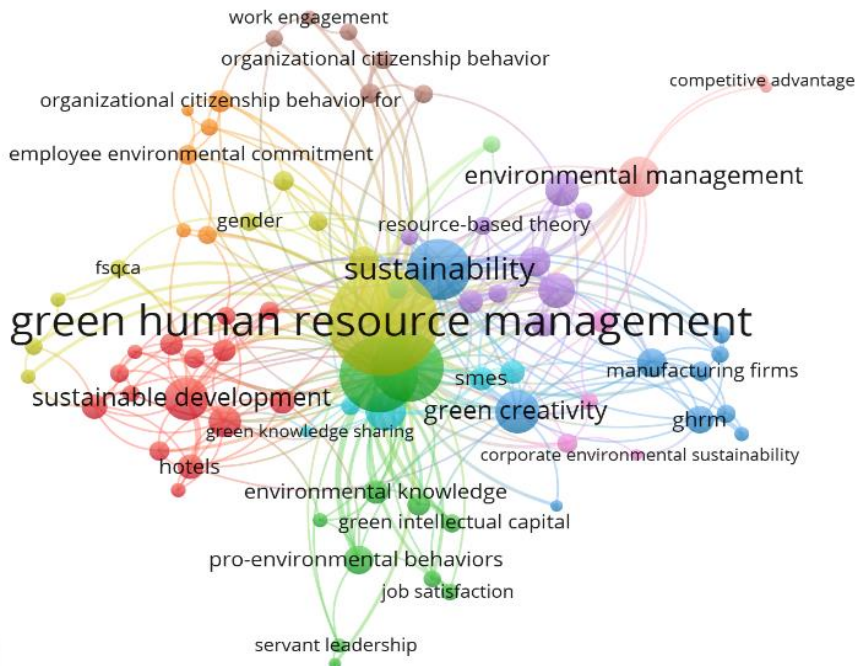 work engagement
organizational citizenship behavior
competitive advantage
organizational citizenship behavior for
employee environmental commitment
environmental management
gender
resource-based theory
fsqca
sustainability
green human resource management
smes
manufacturing firms
sustainable development
green creativity
ghrm
green knowledge sharing
corporate environmental sustainability
hotels
environmental knowledge
green intellectual capital
pro-environmental behaviors
job satisfaction
servant leadership